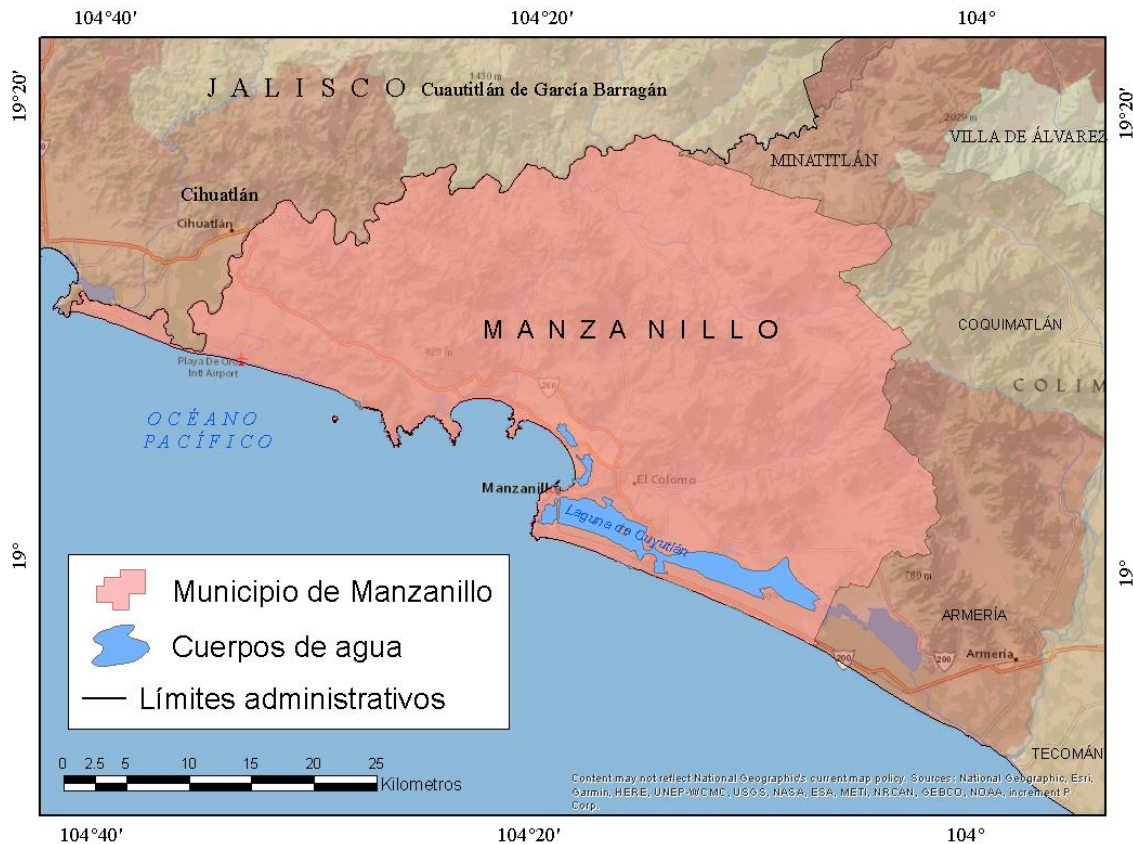 104°40' 104°20' 104°
19°20'
19°20'
1430 m
JALISCO Cuautitlán de García Barragán
2029 m
VILLA DE ÁLVAREZ
MINATITLÁN
Cihuatlán
Cihuatlán
MANZANILLO
COQUIMATLÁN
Playa De Oro
Intl Airport
200
COLIM
OCÉANO
PACÍFICO
Manzanillo
El Colomo
Laguna de Cuyutlán
19°
19°
760 m
Municipio de Manzanillo
ARMERÍA
Cuerpos de agua
200 200 Armería
Límites administrativos
TECOMÁN
0 2.5 5 10 15 20 25
Kilometros
Content may not reflect National Geographic's current map policy. Sources: National Geographic, Esri,
Garmin, HERE, UNEP-WCMC, USGS, NASA, ESA, METI, NRCAN, GEBCO, NOAA, increment P
Corp.
104°40' 104°20' 104°